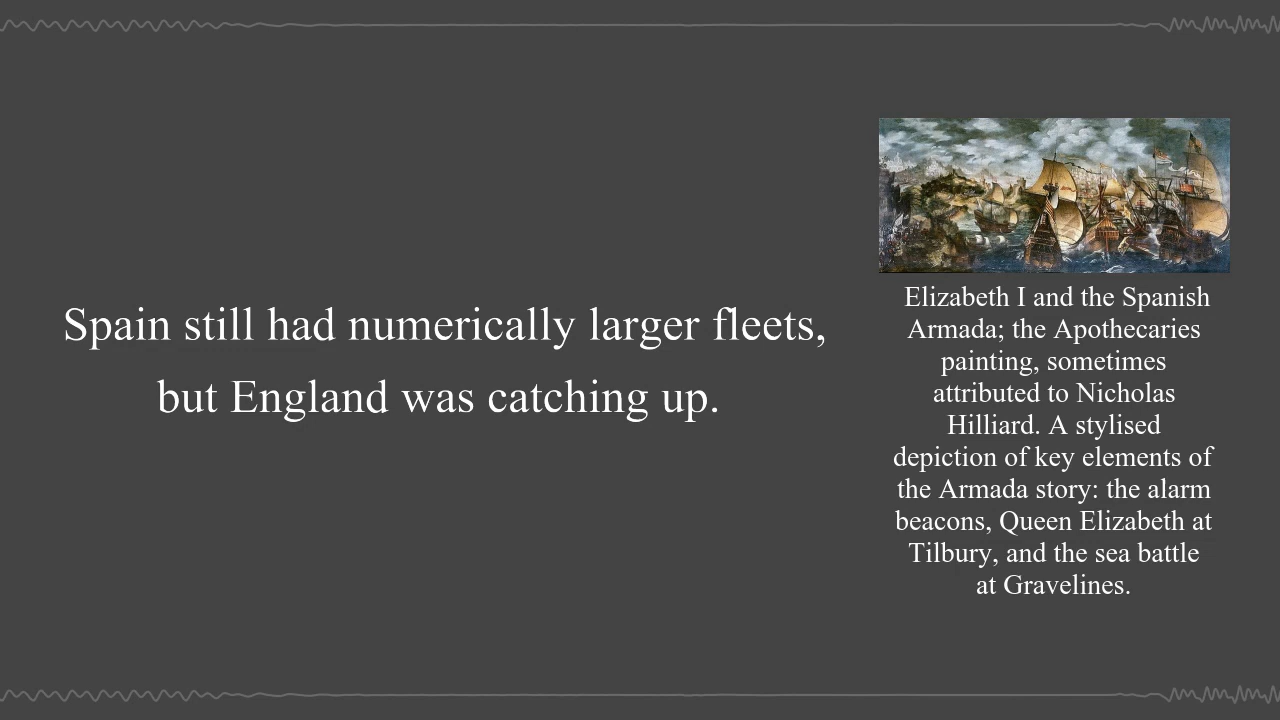 Spain still had numerically larger fleets,
but England was catching up.
Elizabeth I and the Spanish
Armada; the Apothecaries
painting, sometimes
attributed to Nicholas
Hilliard. A stylised
depiction of key elements of
the Armada story: the alarm
beacons, Queen Elizabeth at
Tilbury, and the sea battle
at Gravelines.